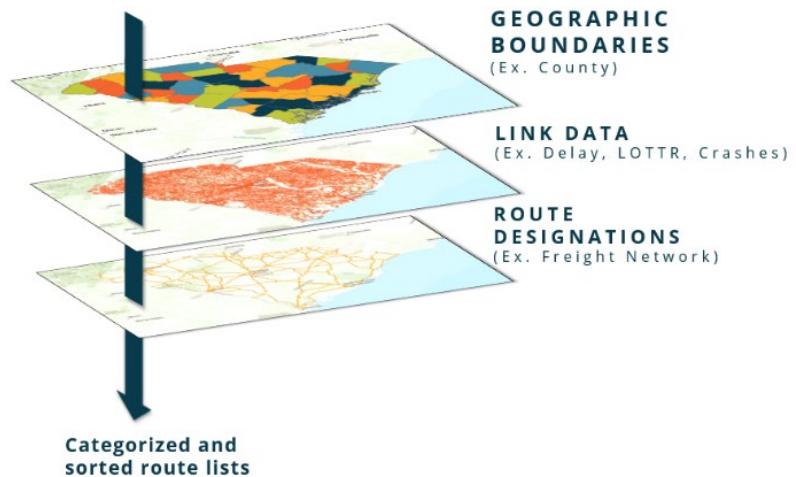 GEOGRAPHIC
BOUNDARIES
(Ex. County)
LINK DATA
(Ex. Delay, LOTTR, Crashes)
ROUTE
DESIGNATIONS
(Ex. Freight Network)
Categorized and
sorted route lists